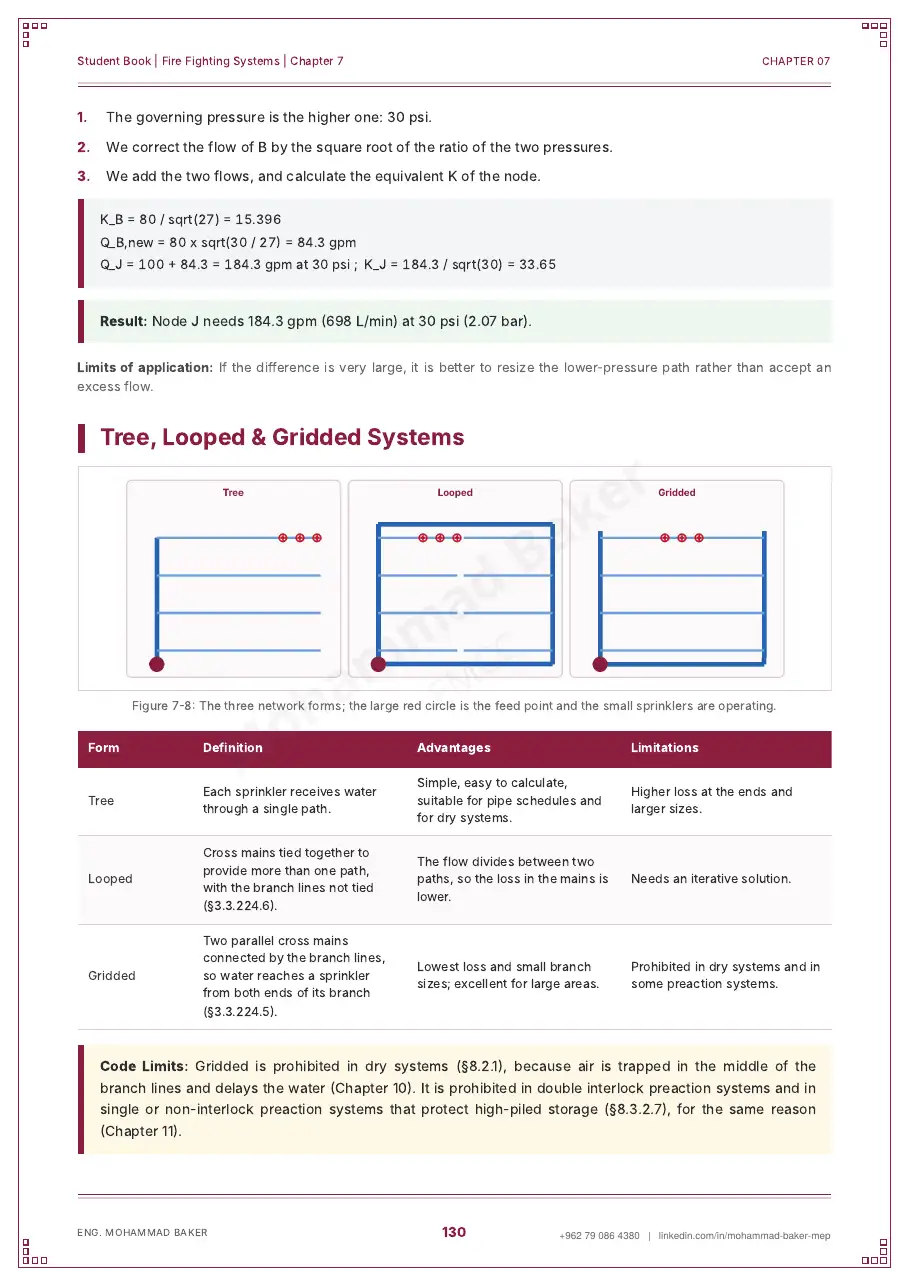 Student Book | Fire Fighting Systems | Chapter 7
CHAPTER 07
1. The governing pressure is the higher one: 30 psi.
2. We correct the flow of B by the square root of the ratio of the two pressures.
3. We add the two flows, and calculate the equivalent K of the node.
K_B = 80 / sqrt(27) = 15.396
Q_B,new = 80 x sqrt(30 / 27) = 84.3 gpm
Q_J = 100 + 84.3 = 184.3 gpm at 30 psi ; K_J = 184.3 / sqrt(30) = 33.65
Result: Node J needs 184.3 gpm (698 L/min) at 30 psi (2.07 bar).
Limits of application: If the difference is very large, it is better to resize the lower-pressure path rather than accept an
excess flow.
Tree, Looped & Gridded Systems
Tree
Looped
Gridded
Mohammad Baker
Figure 7-8: The three network forms; the large red circle is the feed point and the small sprinklers are operating.
Form
Definition
Advantages
Limitations
Tree
Each sprinkler receives water
through a single path.
Simple, easy to calculate,
suitable for pipe schedules and
for dry systems.
Higher loss at the ends and
larger sizes.
Looped
Cross mains tied together to
provide more than one path,
with the branch lines not tied
(§3.3.224.6).
The flow divides between two
paths, so the loss in the mains is
lower.
Needs an iterative solution.
Gridded
Two parallel cross mains
connected by the branch lines,
so water reaches a sprinkler
from both ends of its branch
(§3.3.224.5).
Lowest loss and small branch
sizes; excellent for large areas.
Prohibited in dry systems and in
some preaction systems.
Code Limits: Gridded is prohibited in dry systems (§8.2.1), because air is trapped in the middle of the
branch lines and delays the water (Chapter 10). It is prohibited in double interlock preaction systems and in
single or non-interlock preaction systems that protect high-piled storage (§8.3.2.7), for the same reason
(Chapter 11).
ENG. MOHAMMAD BAKER
130
+962 79 086 4380 | linkedin.com/in/mohammad-baker-mep